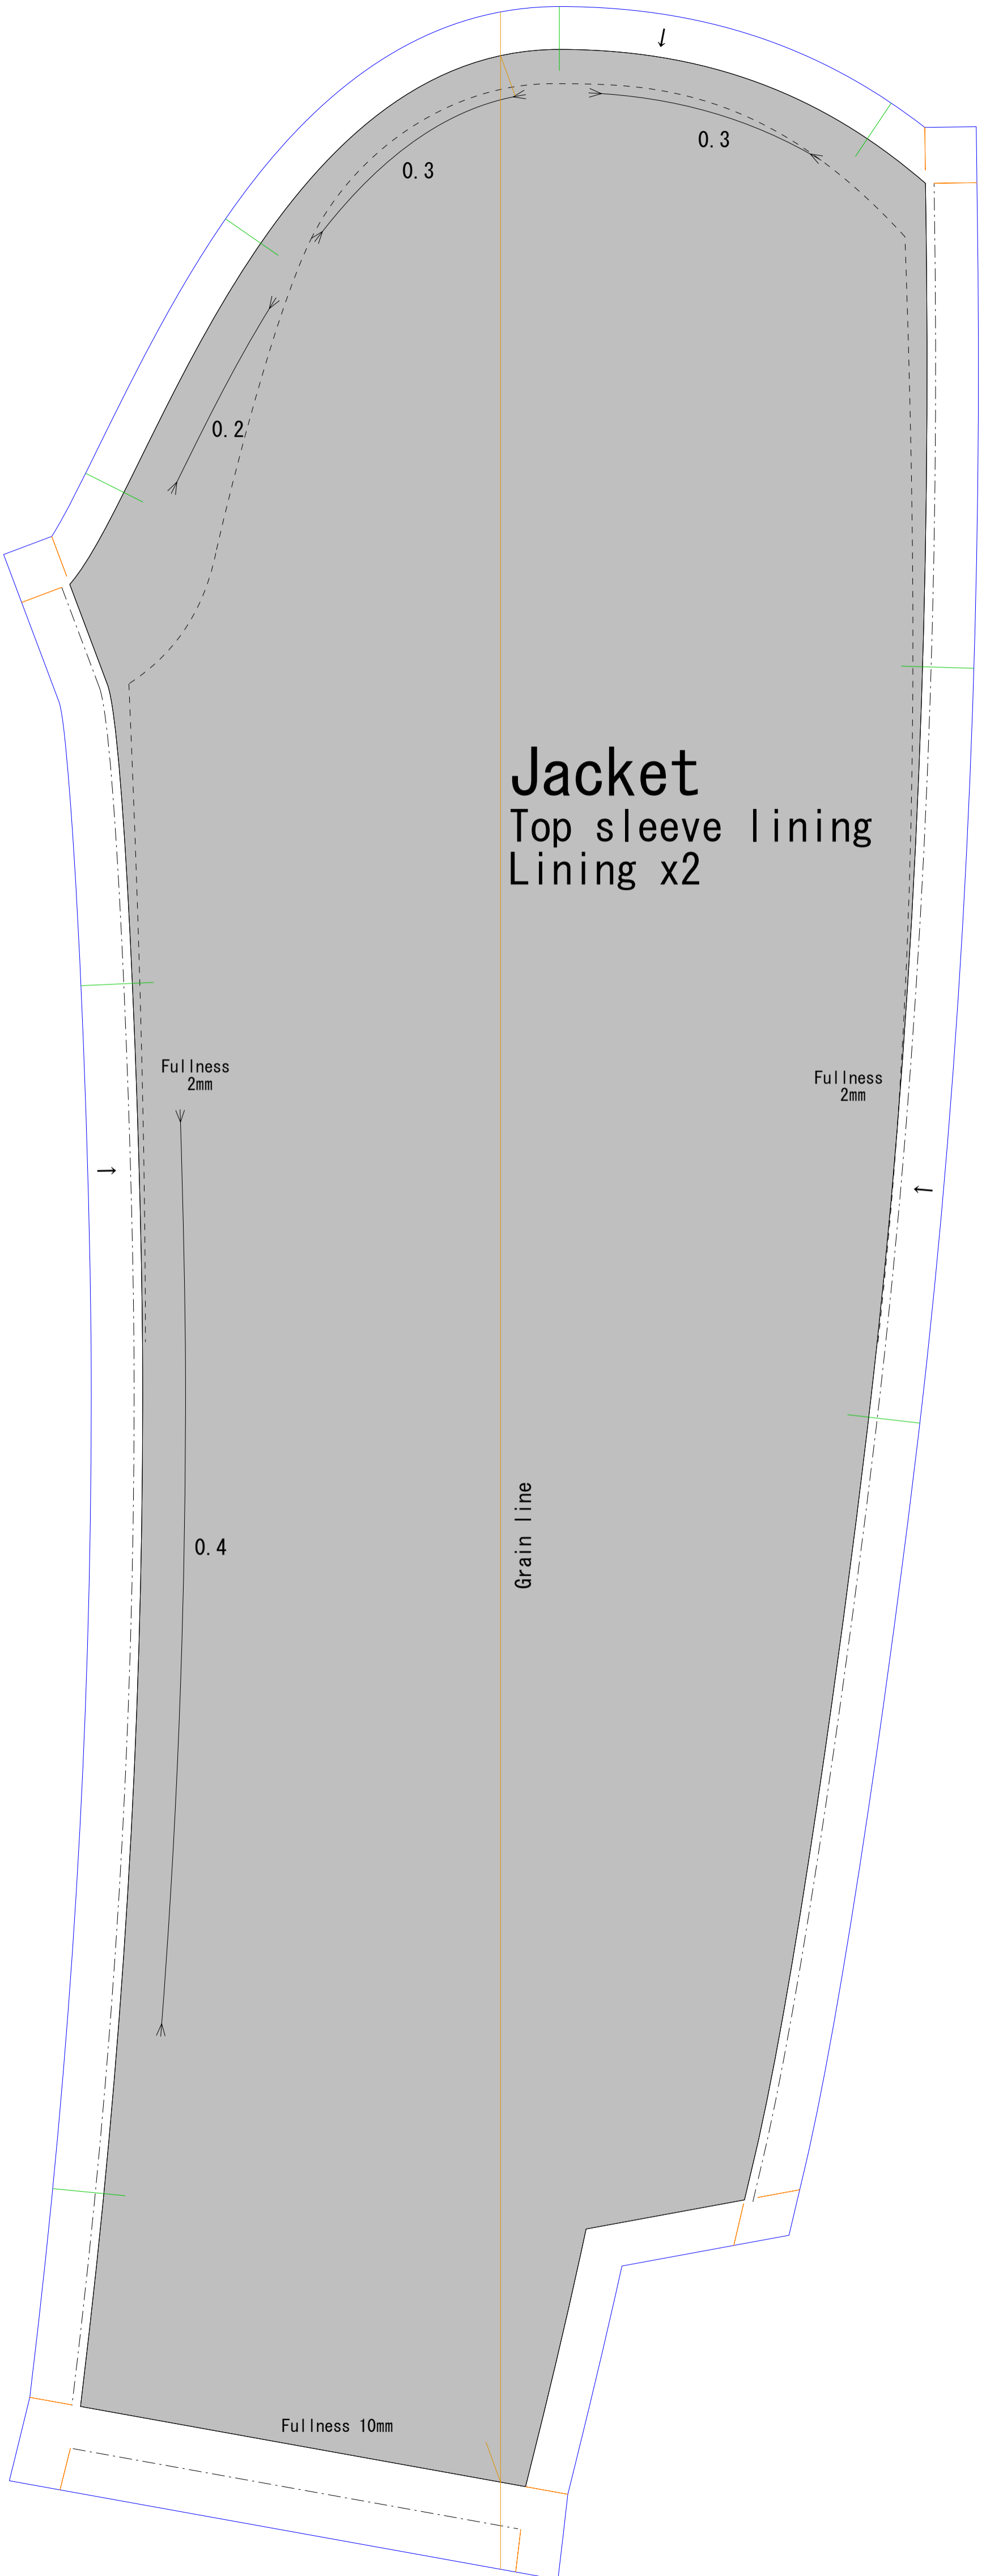 0.3
0.3
0.2
Jacket
Top sleeve lining
Lining x2
Fullness
2mm
Fullness
2mm
Grain line
0.4
Fullness 10mm